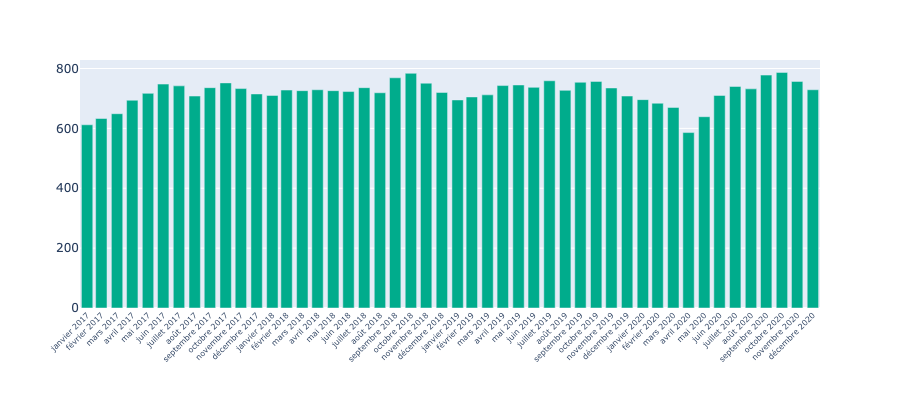 800
600
400
200
0
janvier 2017
février 2017
mars 2017
avril 2017
mai 2017
juin 2017
juillet 2017
août 2017
septembre 2017
octobre 2017
novembre 2017
décembre 2017
janvier 2018
février 2018
mars 2018
avril 2018
mai 2018
juin 2018
juillet 2018
août 2018
septembre 2018
octobre 2018
novembre 2018
décembre 2018
janvier 2019
février 2019
mars 2019
avril 2019
mai 2019
juin 2019
juillet 2019
août 2019
septembre 2019
octobre 2019
novembre 2019
décembre 2019
janvier 2020
février 2020
mars 2020
avril 2020
mai 2020
juin 2020
juillet 2020
août 2020
septembre 2020
octobre 2020
novembre 2020
décembre 2020